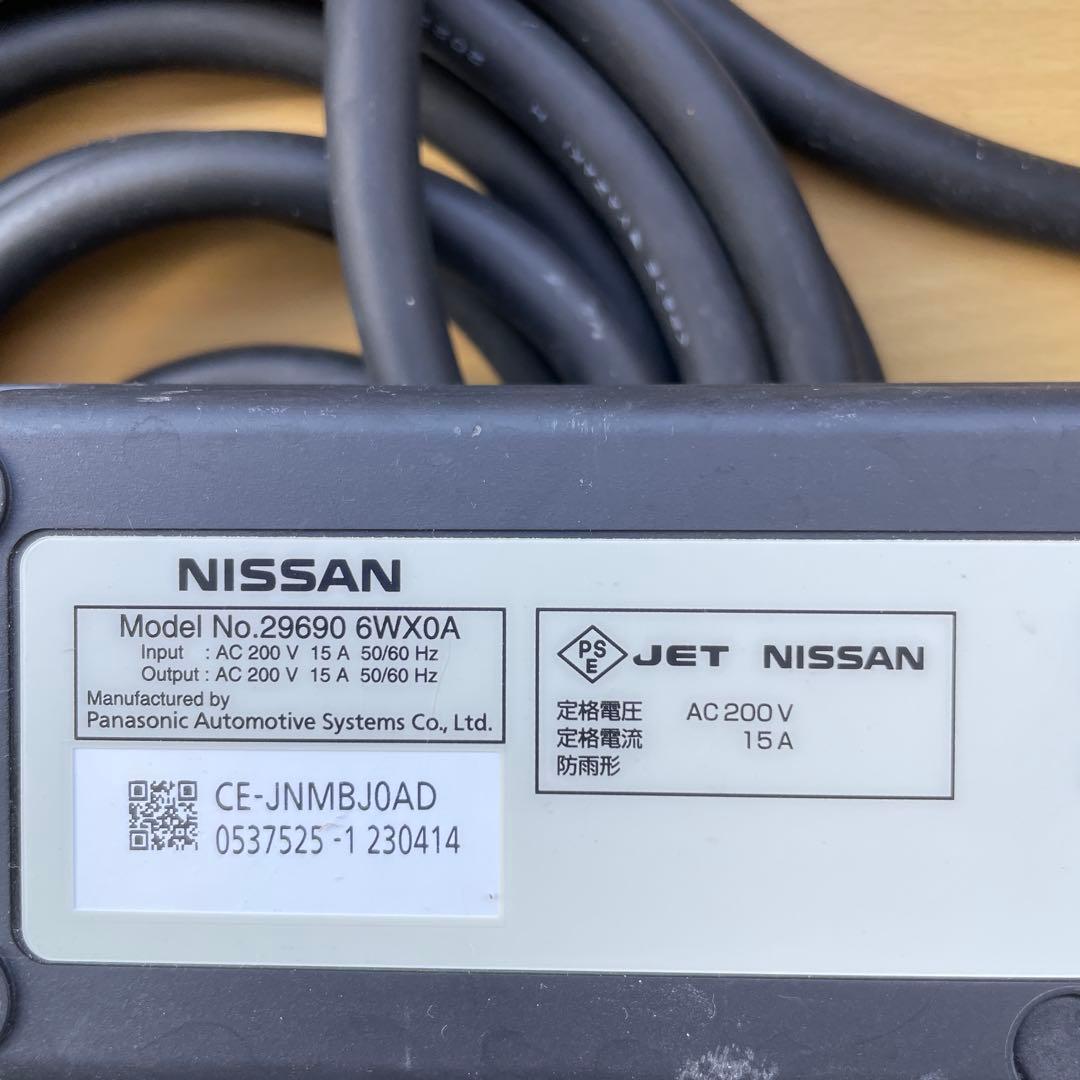 YAZAKI
NISSAN
Model No.29690 6WX0A
Input : AC 200 V 15 A 50/60 Hz
Output : AC 200 V 15 A 50/60 Hz
Manufactured by
Panasonic Automotive Systems Co., Ltd.
CE-JNMBJ0AD
0537525 -1 230414
PS
E
JET NISSAN
定格電圧 AC 200 V
定格電流 15 A
防雨形